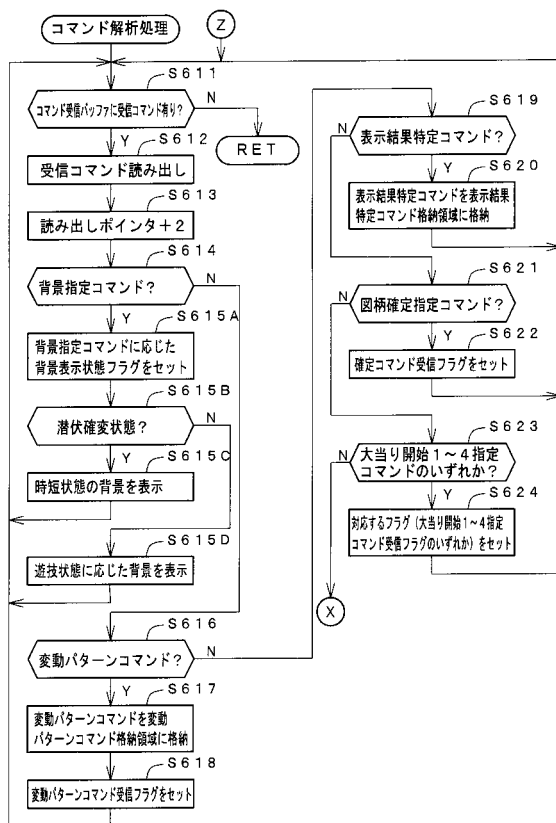 コマンド解析処理
Z
S611
コマンド受信バッファに受信コマンド有り?
N
RET
Y
S612
受信コマンド読み出し
S613
読み出しポインタ+2
S614
背景指定コマンド?
N
Y
S615A
背景指定コマンドに応じた
背景表示状態フラグをセット
S615B
潜伏確変状態?
N
Y
S615C
時短状態の背景を表示
S615D
遊技状態に応じた背景を表示
S616
変動パターンコマンド?
N
Y
S617
変動パターンコマンドを変動
パターンコマンド格納領域に格納
S618
変動パターンコマンド受信フラグをセット
S619
N
表示結果特定コマンド?
Y
S620
表示結果特定コマンドを表示結果
特定コマンド格納領域に格納
S621
N
図柄確定指定コマンド?
Y
S622
確定コマンド受信フラグをセット
S623
N
大当り開始1~4指定
コマンドのいずれか?
Y
S624
対応するフラグ(大当り開始1~4指定
コマンド受信フラグのいずれか)をセット
X